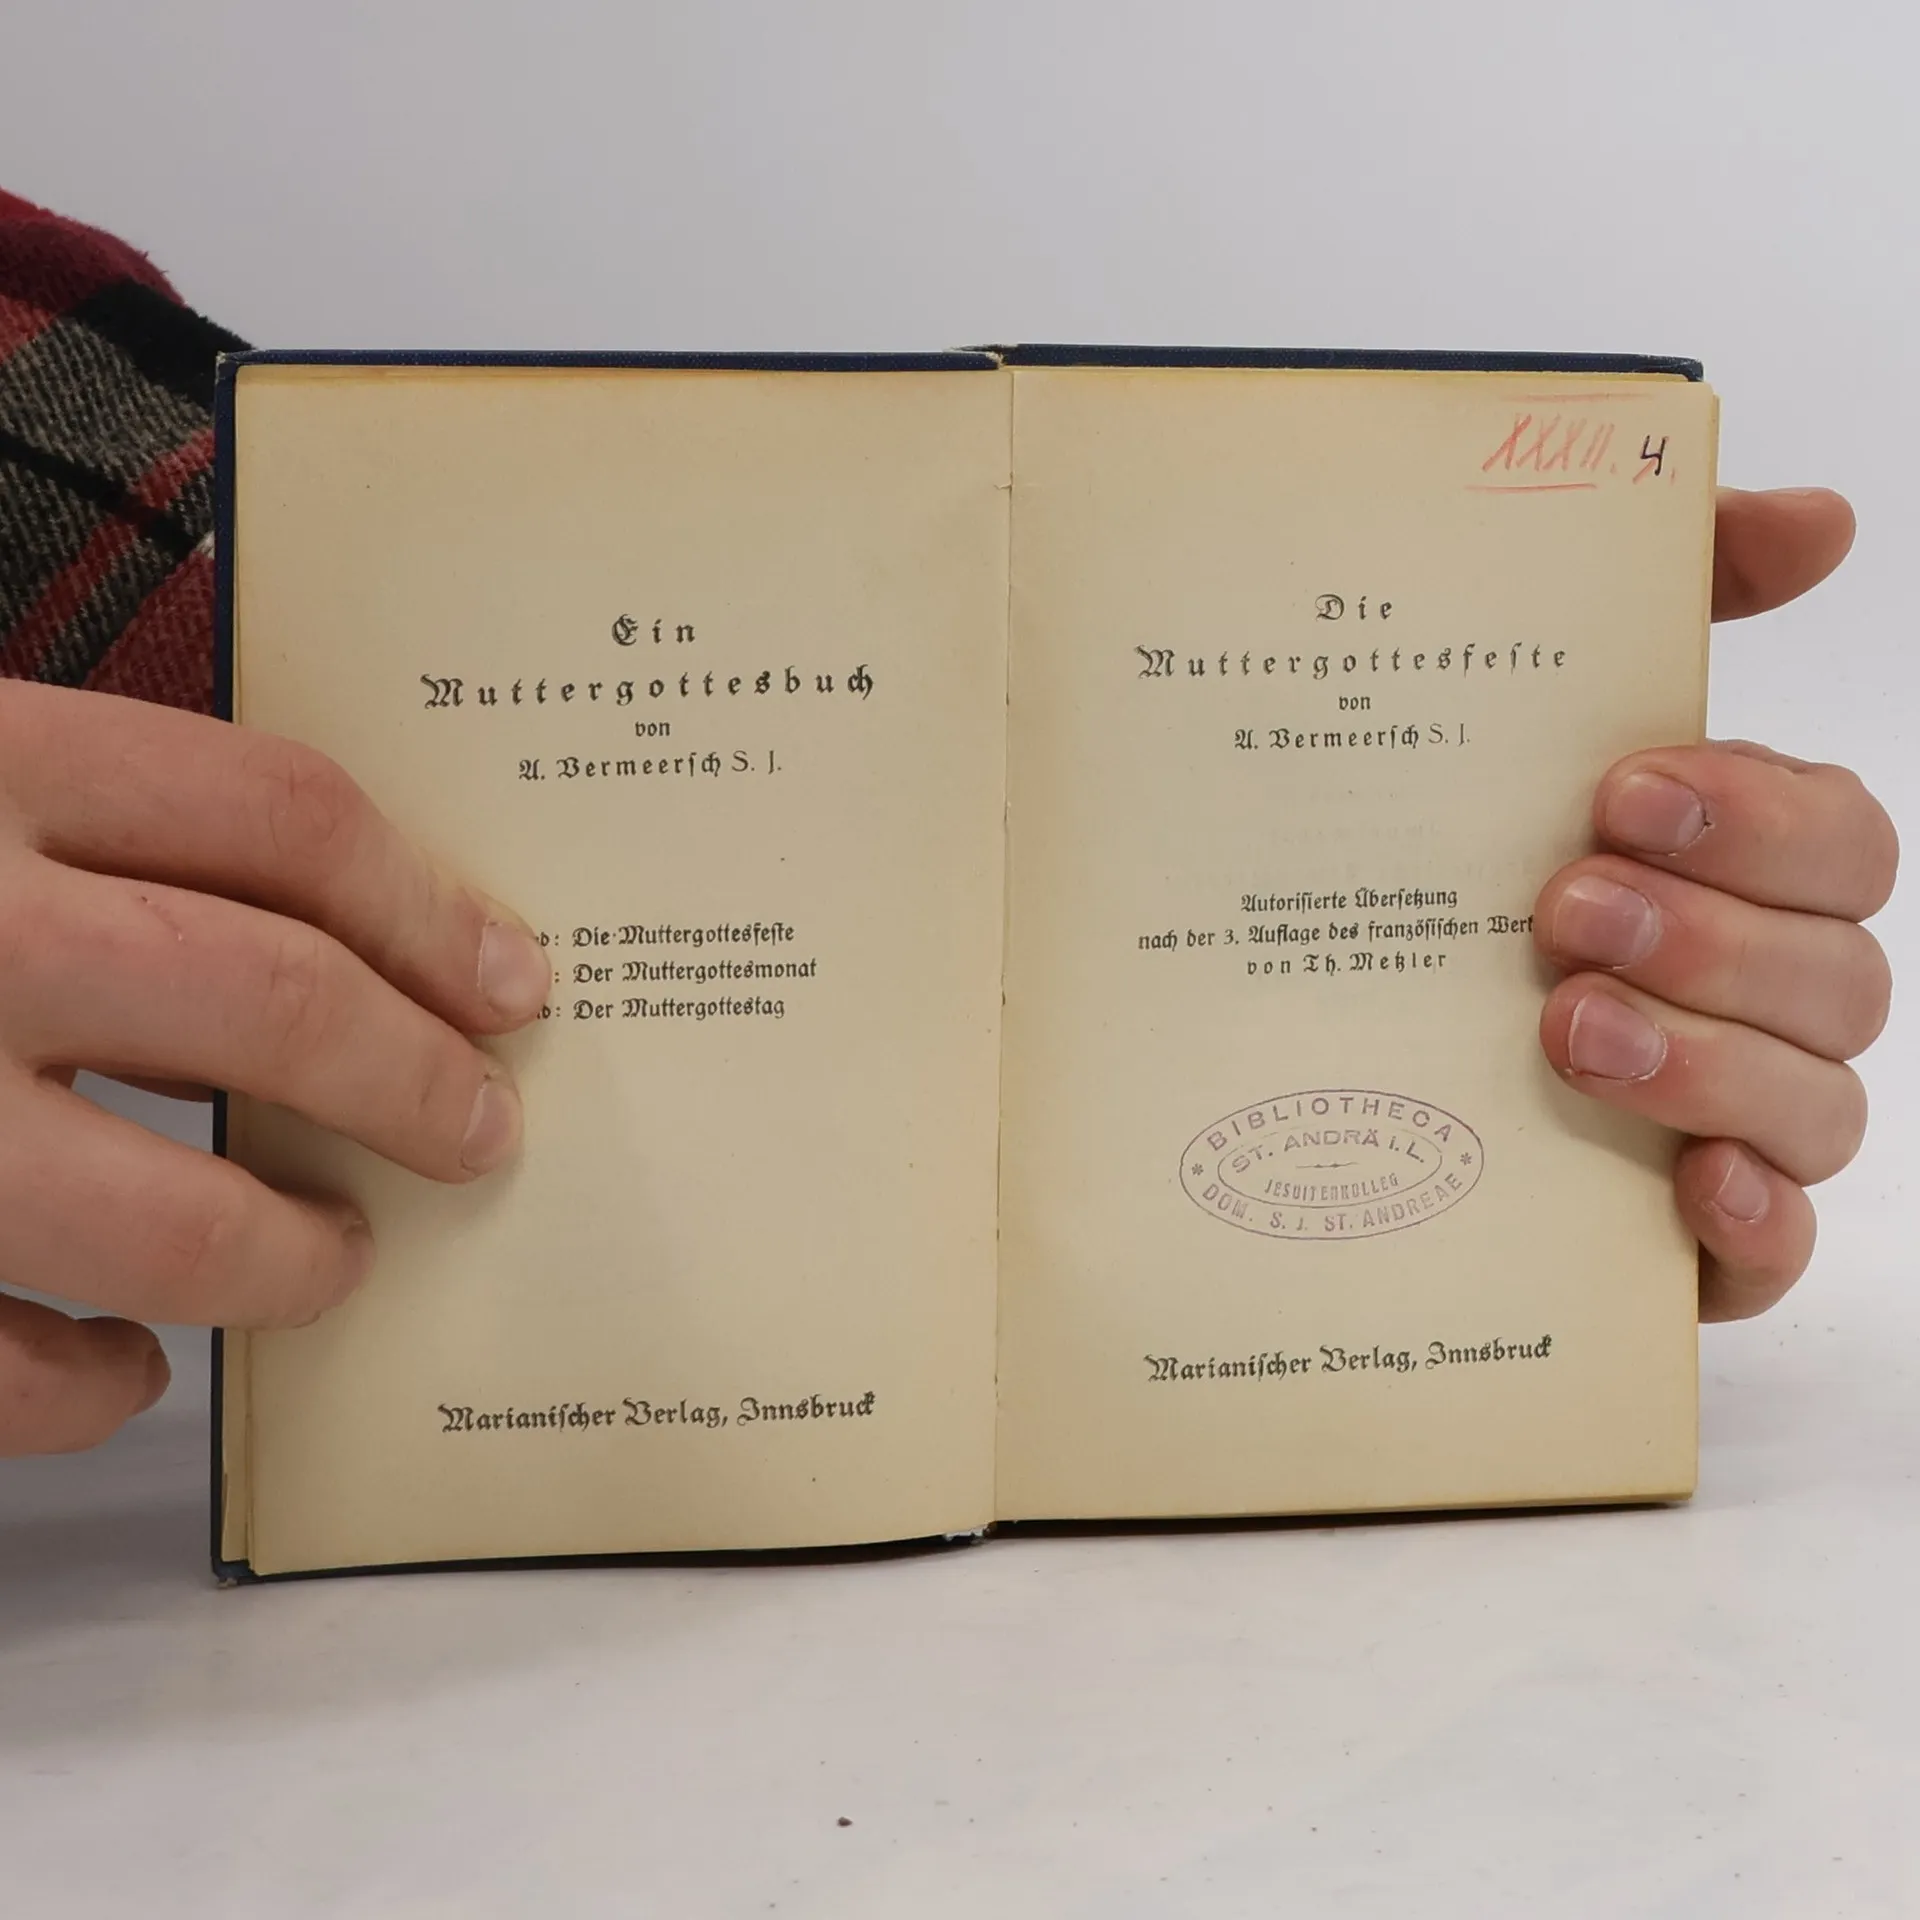 Ein
Muttergottesbuch
von
A. Vermeersch S. J.
Die Muttergottesfeste
: Der Muttergottesmonat
: Der Muttergottestag
Marianischer Verlag, Innsbruck
XXXII. 4.
Die
Muttergottesfeste
von
A. Vermeersch S. J.
Autorisierte Übersetzung
nach der 3. Auflage des französischen
von Th. Metzler
BIBLIOTHECA
ST. ANDRÄ i. L.
JESUITENKOLLEG
DOM. S. J. ST. ANDREAE
Marianischer Verlag, Innsbruck